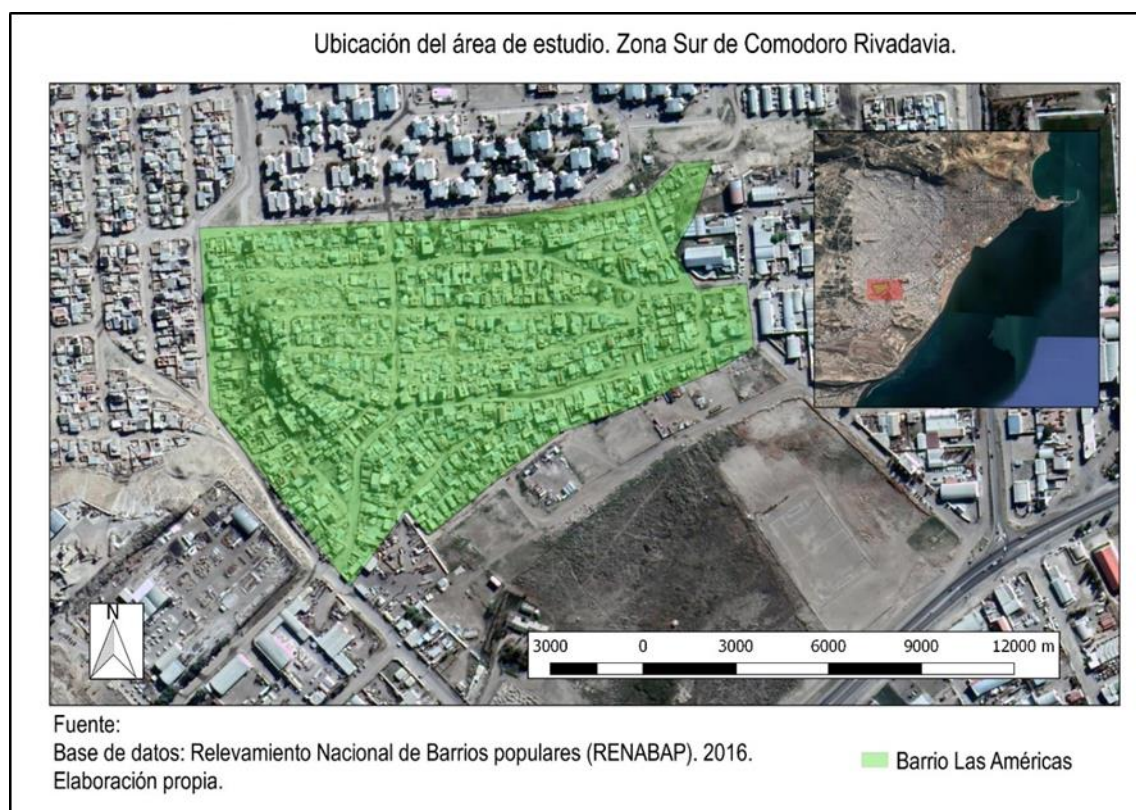 Ubicación del área de estudio. Zona Sur de Comodoro Rivadavia.
N
3000 0 3000 6000 9000 12000 m
Fuente:
Base de datos: Relevamiento Nacional de Barrios populares (RENABAP). 2016.
Elaboración propia.
Barrio Las Américas